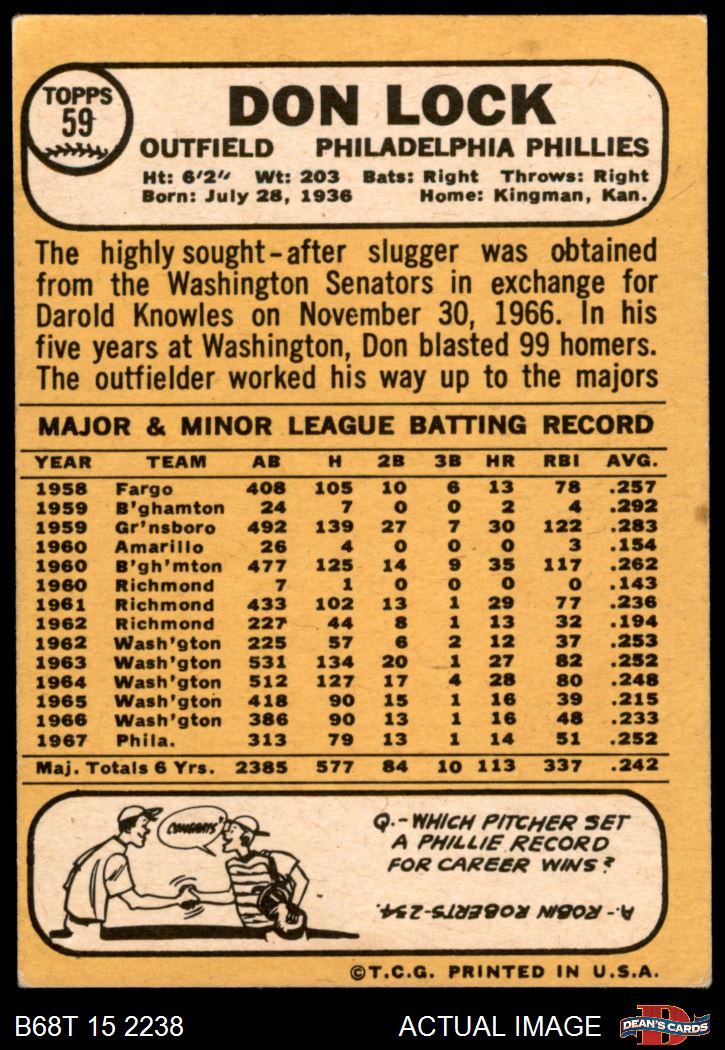 TOPPS
59
DON LOCK
OUTFIELD PHILADELPHIA PHILLIES
Ht: 6'2" Wt: 203 Bats: Right Throws: Right
Born: July 28, 1936 Home: Kingman, Kan.
The highly sought-after slugger was obtained
from the Washington Senators in exchange for
Darold Knowles on November 30, 1966. In his
five years at Washington, Don blasted 99 homers.
The outfielder worked his way up to the majors
MAJOR & MINOR LEAGUE BATTING RECORD
YEAR TEAM AB H 2B 3B HR RBI AVG.
1958 Fargo 408 105 10 6 13 78 .257
1959 B'ghamton 24 7 0 0 2 4 .292
1959 Gr'nsboro 492 139 27 7 30 122 .283
1960 Amarillo 26 4 0 0 0 3 .154
1960 B'gh'mton 477 125 14 9 35 117 .262
1960 Richmond 7 1 0 0 0 0 .143
1961 Richmond 433 102 13 1 29 77 .236
1962 Richmond 227 44 8 1 13 32 .194
1962 Wash'gton 225 57 6 2 12 37 .253
1963 Wash'gton 531 134 20 1 27 82 .252
1964 Wash'gton 512 127 17 4 28 80 .248
1965 Wash'gton 418 90 15 1 16 39 .215
1966 Wash'gton 386 90 13 1 16 48 .233
1967 Phila. 313 79 13 1 14 51 .252
Maj. Totals 6 Yrs. 2385 577 84 10 113 337 .242
CONGRATS!
Q.-WHICH PITCHER SET
A PHILLIE RECORD
FOR CAREER WINS?
A.-ROBIN ROBERTS-234.
©T.C.G. PRINTED IN U.S.A.
B68T 15 2238 ACTUAL IMAGE
D
DEAN'S CARDS